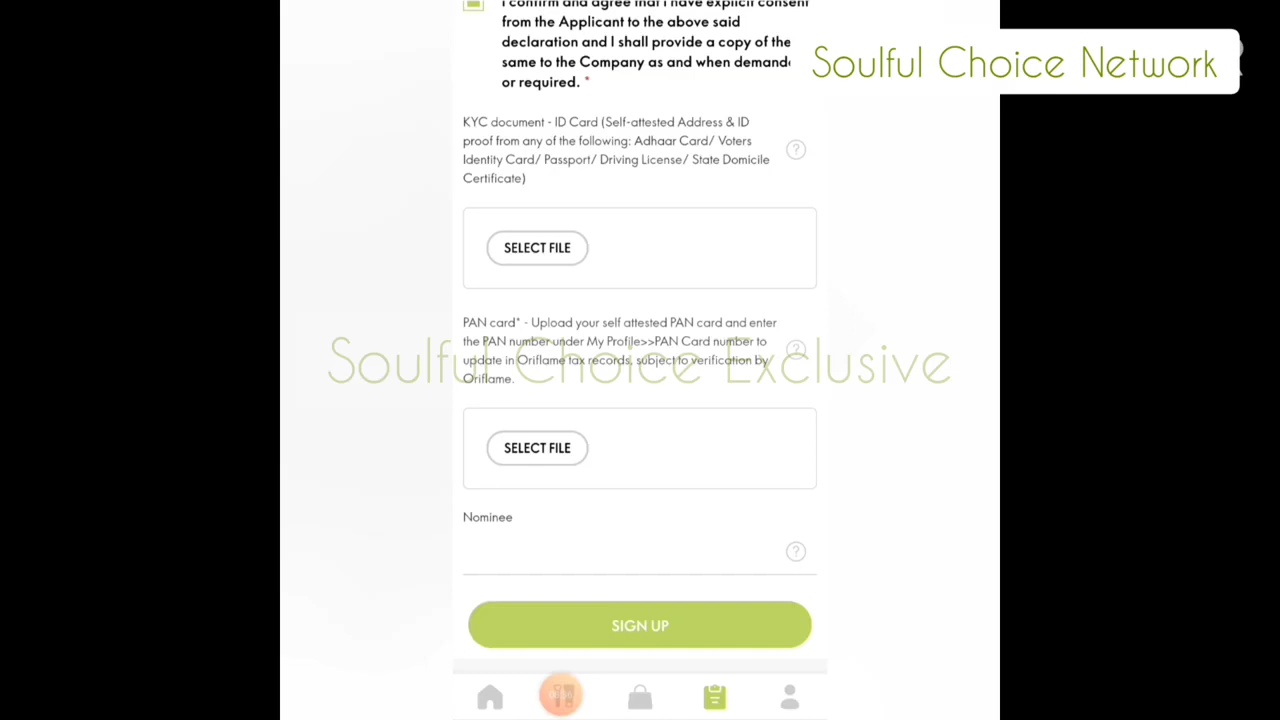 i confirm and agree that i have explicit consent
from the Applicant to the above said
declaration and I shall provide a copy of the
same to the Company as and when demand
or required. *
Soulful Choice Network
KYC document - ID Card (Self-attested Address & ID
proof from any of the following: Adhaar Card/ Voters
Identity Card/ Passport/ Driving License/ State Domicile
Certificate)
?
SELECT FILE
PAN card* - Upload your self attested PAN card and enter
the PAN number under My Profile>>PAN Card number to
update in Oriflame tax records, subject to verification by
Oriflame.
?
Soulful Choice Exclusive
SELECT FILE
Nominee
?
SIGN UP